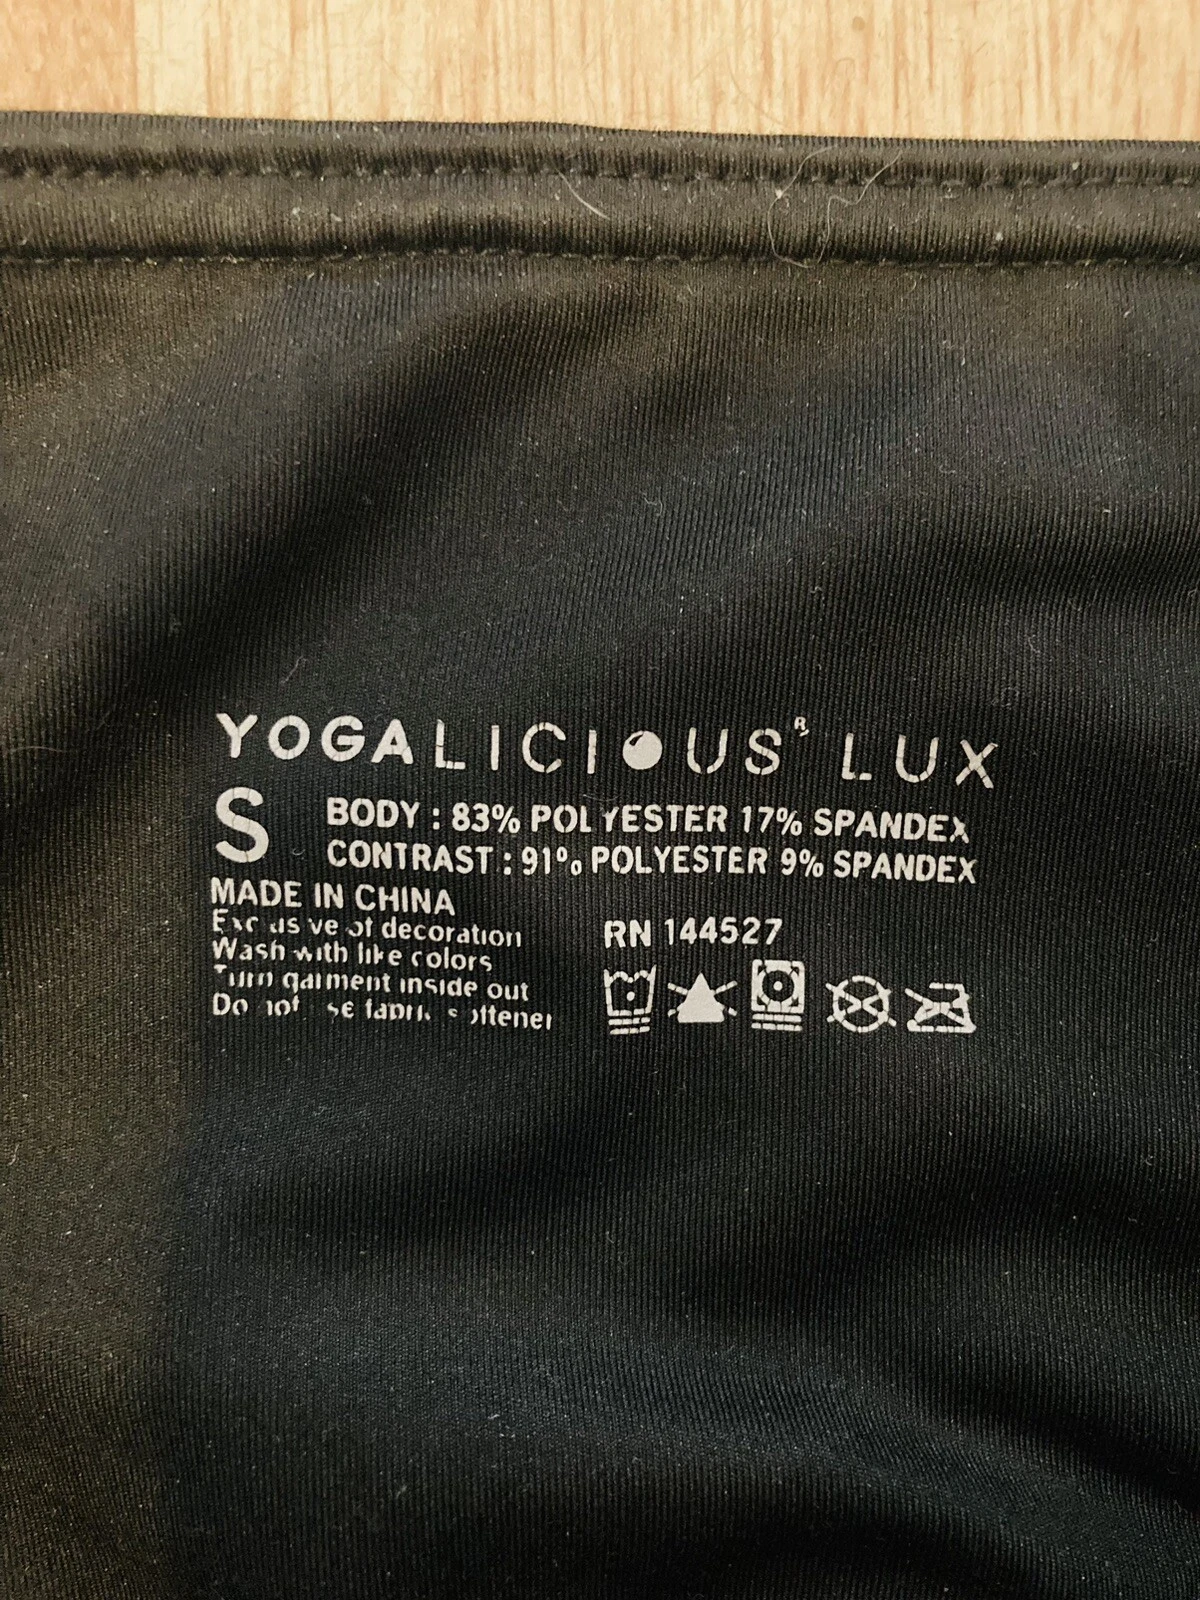 YOGALICIOUS® LUX
S
BODY : 83% POLYESTER 17% SPANDEX
CONTRAST : 91% POLYESTER 9% SPANDEX
MADE IN CHINA
Exclusive of decoration
Wash with like colors
Turn garment inside out
Do not use fabric softener
RN 144527